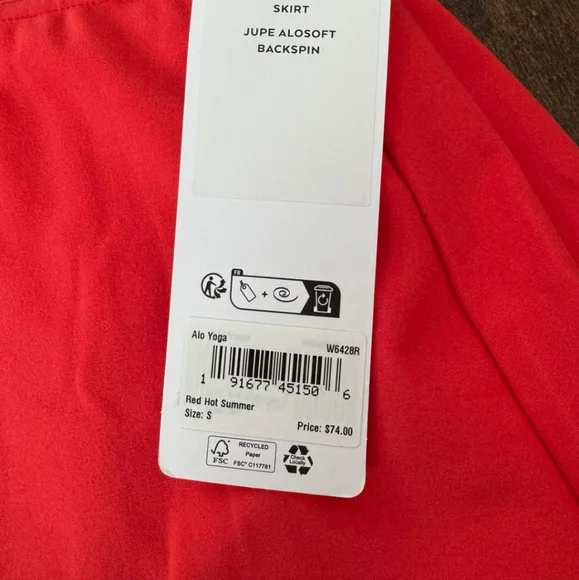 SKIRT
JUPE ALOSOFT
BACKSPIN
FR
+
Alo Yoga
W6428R
1 91677 45150 6
Red Hot Summer
Size: S
Price: $74.00
FSC
RECYCLED
Paper
FSC® C117781
Check
Locally